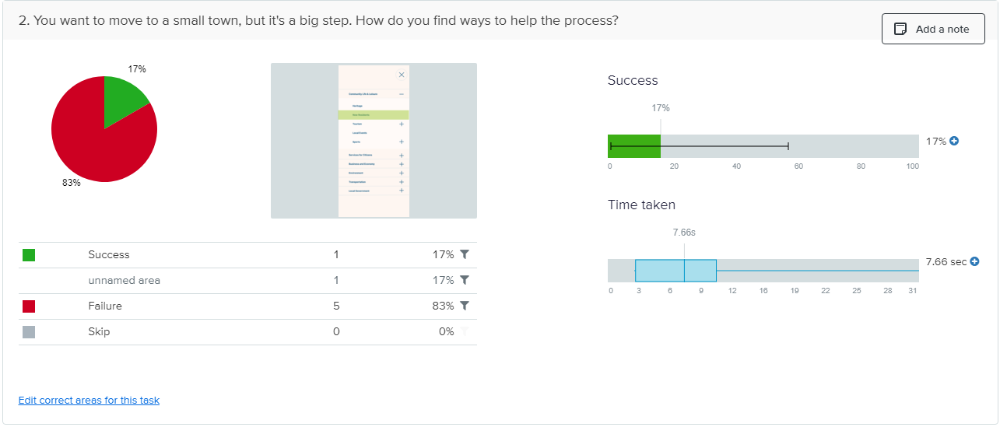 2. You want to move to a small town, but it's a big step. How do you find ways to help the process?
Add a note
17%
83%
Community Life & Leisure
Heritage
New Residents
Tourism
Local Events
Sports
Services for Citizens
Business and Economy
Environment
Transportation
Local Government
Success 1 17%
unnamed area 1 17%
Failure 5 83%
Skip 0 0%
Edit correct areas for this task
Success
17%
17%
0 20 40 60 80 100
Time taken
7.66s
7.66 sec
0 3 6 9 12 16 19 22 25 28 31